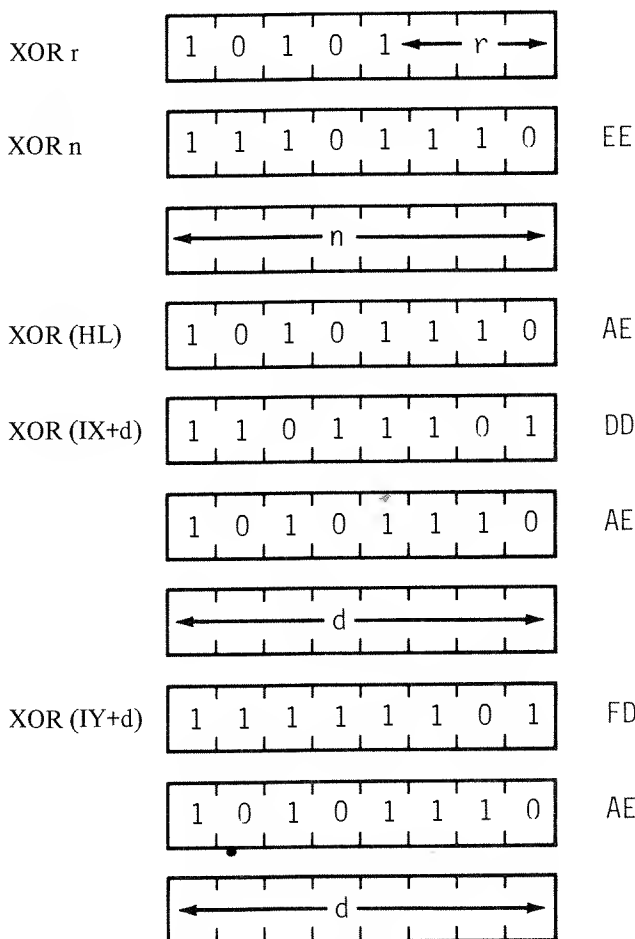 XOR r 1 0 1 0 1 r
XOR n 1 1 1 0 1 1 1 0 EE
n
XOR (HL) 1 0 1 0 1 1 1 0 AE
XOR (IX+d) 1 1 0 1 1 1 0 1 DD
1 0 1 0 1 1 1 0 AE
d
XOR (IY+d) 1 1 1 1 1 1 0 1 FD
1 0 1 0 1 1 1 0 AE
d